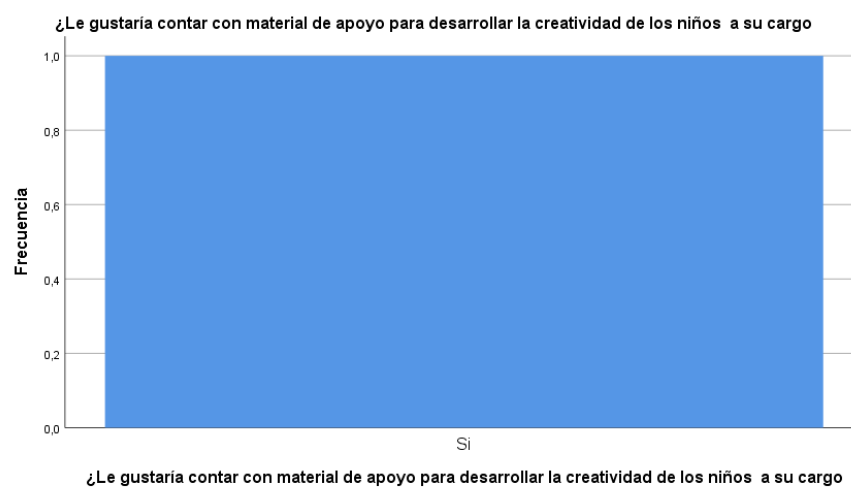 ¿Le gustaría contar con material de apoyo para desarrollar la creatividad de los niños  a su cargo
1,0
0,8
0,6
0,4
0,2
0,0
Frecuencia
Si
¿Le gustaría contar con material de apoyo para desarrollar la creatividad de los niños  a su cargo